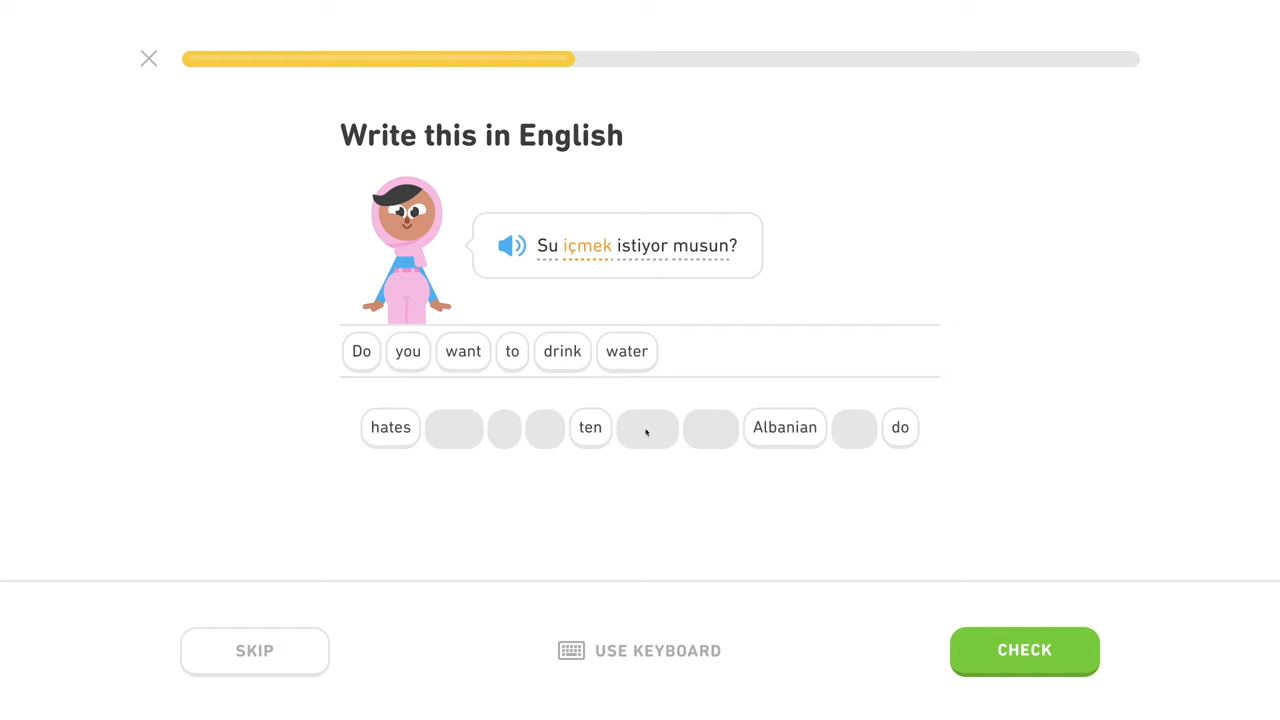 Write this in English
Su içmek istiyor musun?
Do you want to drink water
hates ten Albanian do
SKIP USE KEYBOARD CHECK